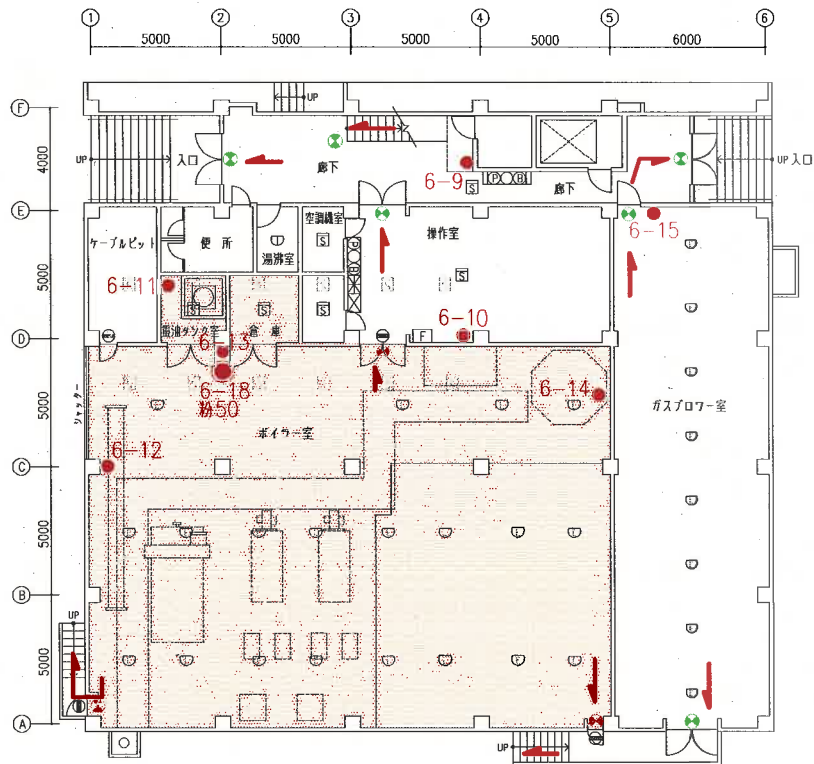 1 2 3 4 5 6
5000 5000 5000 5000 6000
F
UP
4000
UP 入口
廊下
6-9
S
P B
廊下
UP 入口
E
6-15
ケーブルピット
便所
湯沸室
空調機室
S
P
B
操作室
S
5000
6-11
S
S
S
重油タンク室
倉庫
6-10
D
6-13
F
6-18
シャッター
ボイラー室
6-14
ガスブロワー室
5000
6-12
C
5000
B
UP
5000
A
UP